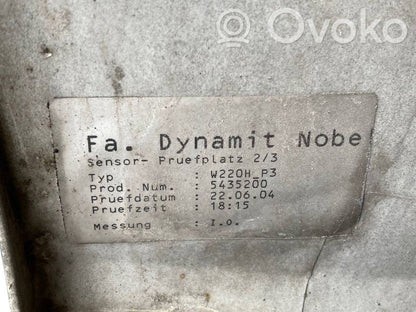 OVOKO
Fa. Dynamit Nobe
Sensor- Pruefplatz 2/3
Typ : W220H_P3
Prod. Num. : 5435200
Pruefdatum : 22.06.04
Pruefzeit : 18:15
Messung : I.o.